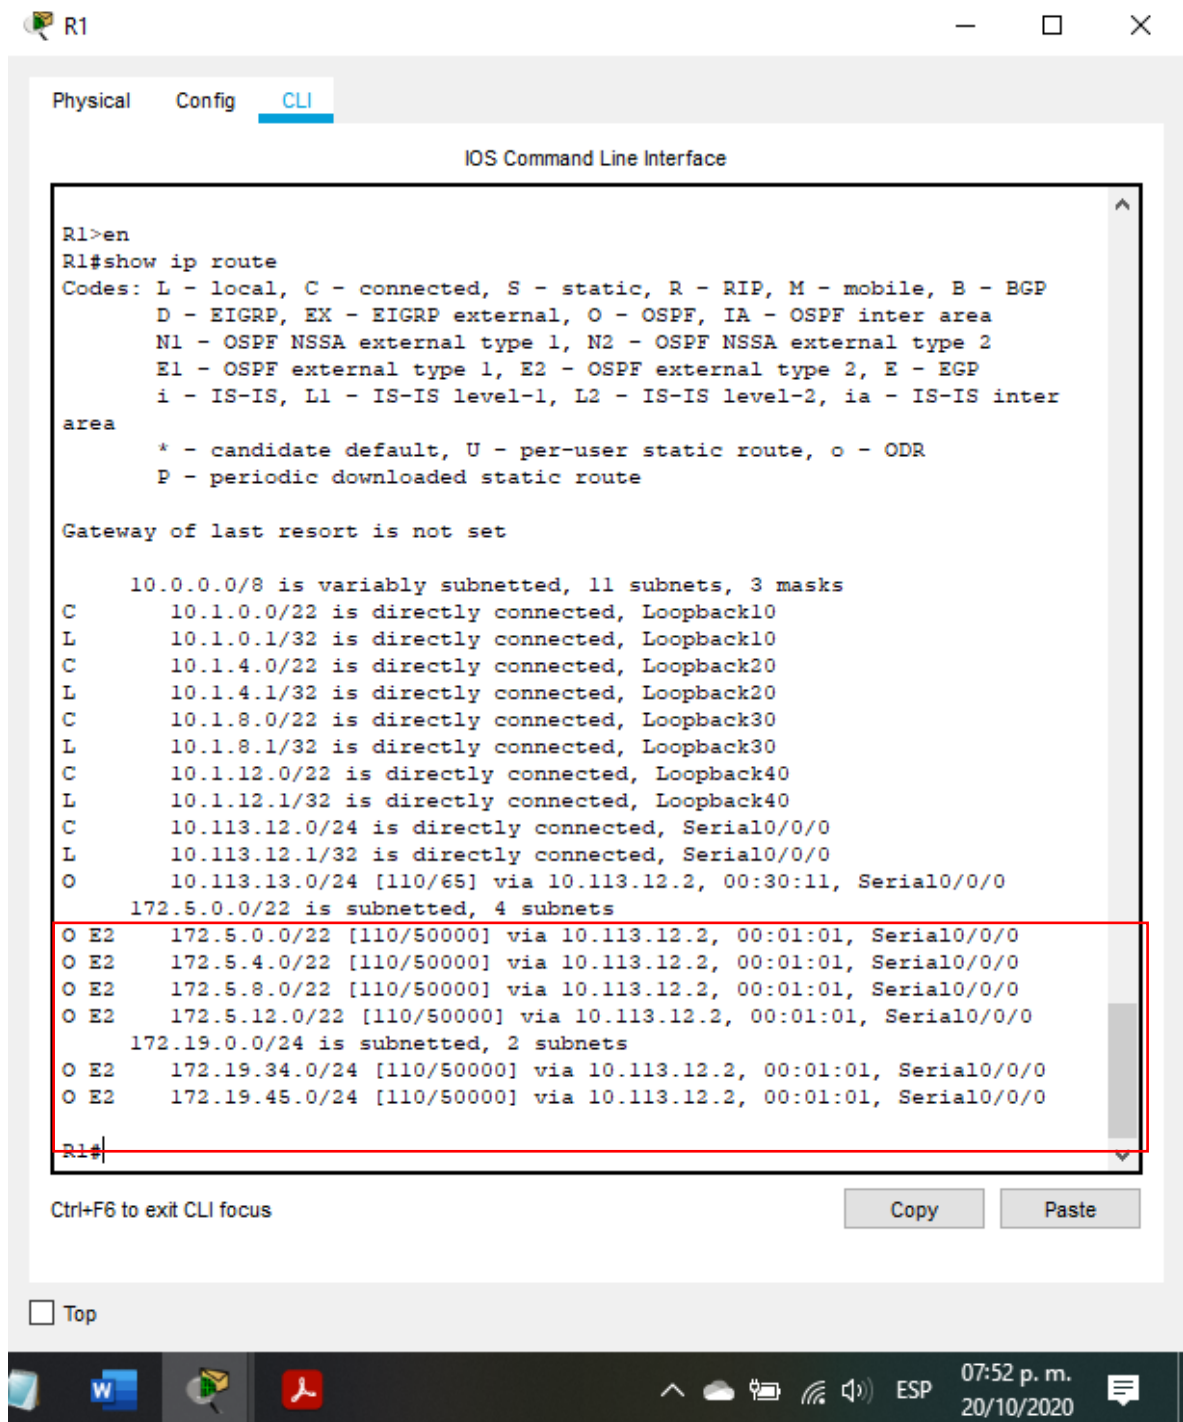 R1
Physical Config CLI
IOS Command Line Interface
R1>en
R1#show ip route
Codes: L - local, C - connected, S - static, R - RIP, M - mobile, B - BGP
D - EIGRP, EX - EIGRP external, O - OSPF, IA - OSPF inter area
N1 - OSPF NSSA external type 1, N2 - OSPF NSSA external type 2
E1 - OSPF external type 1, E2 - OSPF external type 2, E - EGP
i - IS-IS, L1 - IS-IS level-1, L2 - IS-IS level-2, ia - IS-IS inter
area
* - candidate default, U - per-user static route, o - ODR
P - periodic downloaded static route
Gateway of last resort is not set
10.0.0.0/8 is variably subnetted, 11 subnets, 3 masks
C 10.1.0.0/22 is directly connected, Loopback10
L 10.1.0.1/32 is directly connected, Loopback10
C 10.1.4.0/22 is directly connected, Loopback20
L 10.1.4.1/32 is directly connected, Loopback20
C 10.1.8.0/22 is directly connected, Loopback30
L 10.1.8.1/32 is directly connected, Loopback30
C 10.1.12.0/22 is directly connected, Loopback40
L 10.1.12.1/32 is directly connected, Loopback40
C 10.113.12.0/24 is directly connected, Serial0/0/0
L 10.113.12.1/32 is directly connected, Serial0/0/0
O 10.113.13.0/24 [110/65] via 10.113.12.2, 00:30:11, Serial0/0/0
172.5.0.0/22 is subnetted, 4 subnets
O E2 172.5.0.0/22 [110/50000] via 10.113.12.2, 00:01:01, Serial0/0/0
O E2 172.5.4.0/22 [110/50000] via 10.113.12.2, 00:01:01, Serial0/0/0
O E2 172.5.8.0/22 [110/50000] via 10.113.12.2, 00:01:01, Serial0/0/0
O E2 172.5.12.0/22 [110/50000] via 10.113.12.2, 00:01:01, Serial0/0/0
172.19.0.0/24 is subnetted, 2 subnets
O E2 172.19.34.0/24 [110/50000] via 10.113.12.2, 00:01:01, Serial0/0/0
O E2 172.19.45.0/24 [110/50000] via 10.113.12.2, 00:01:01, Serial0/0/0
R1#
Ctrl+F6 to exit CLI focus Copy Paste
Top
W ESP 07:52 p. m.
20/10/2020